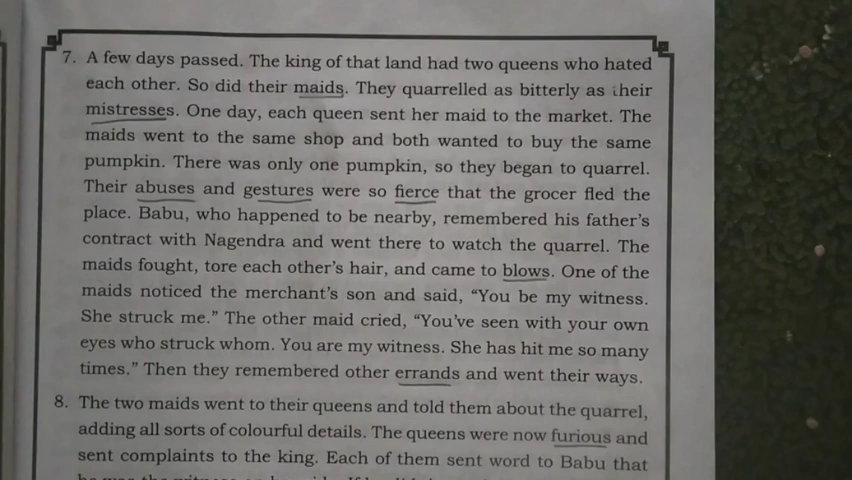 7. A few days passed. The king of that land had two queens who hated
each other. So did their maids. They quarrelled as bitterly as their
mistresses. One day, each queen sent her maid to the market. The
maids went to the same shop and both wanted to buy the same
pumpkin. There was only one pumpkin, so they began to quarrel.
Their abuses and gestures were so fierce that the grocer fled the
place. Babu, who happened to be nearby, remembered his father's
contract with Nagendra and went there to watch the quarrel. The
maids fought, tore each other's hair, and came to blows. One of the
maids noticed the merchant's son and said, “You be my witness.
She struck me.” The other maid cried, “You've seen with your own
eyes who struck whom. You are my witness. She has hit me so many
times.” Then they remembered other errands and went their ways.
8. The two maids went to their queens and told them about the quarrel,
adding all sorts of colourful details. The queens were now furious and
sent complaints to the king. Each of them sent word to Babu that